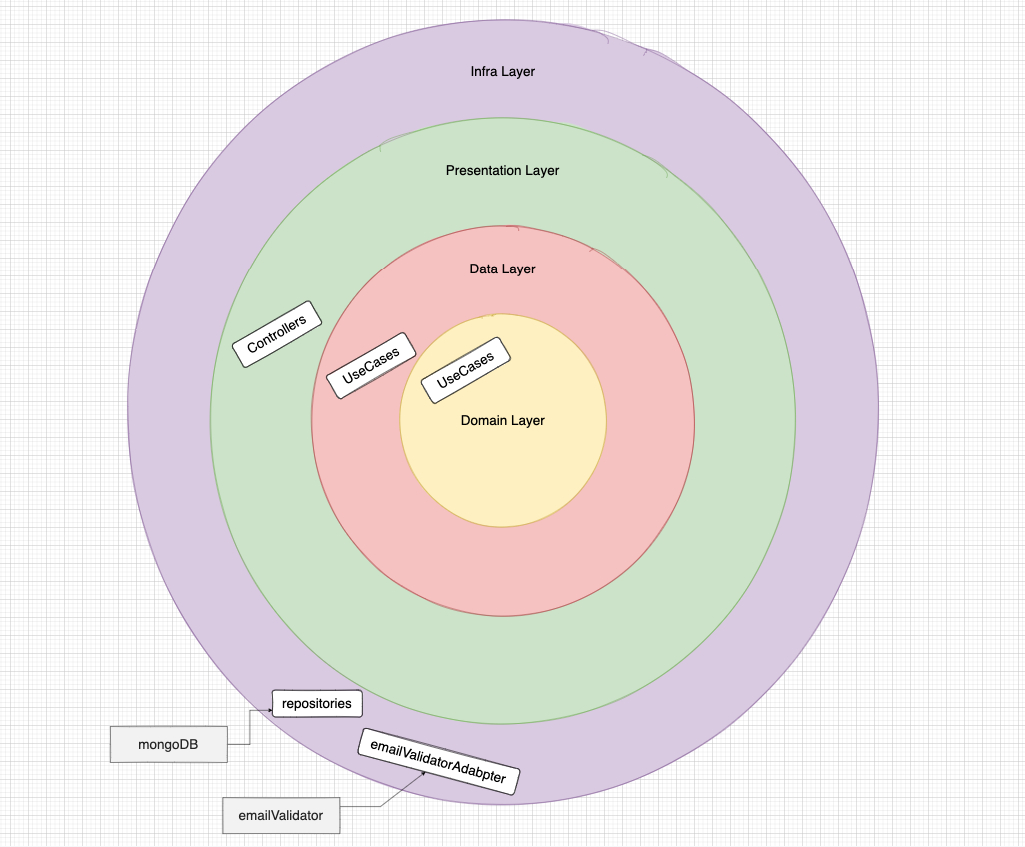 Infra Layer
Presentation Layer
Data Layer
Controllers
UseCases
UseCases
Domain Layer
repositories
mongoDB
emailValidatorAdabpter
emailValidator